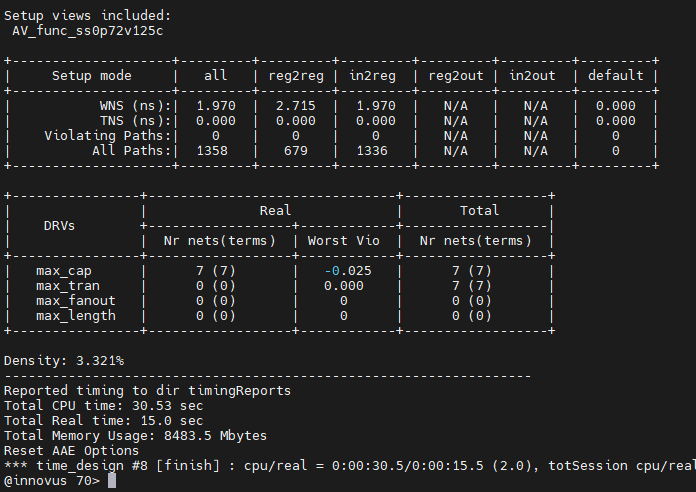 Setup views included:
 AV_func_ss0p72v125c

+--------------------+---------+---------+---------+---------+---------+---------+
|     Setup mode     |   all   | reg2reg | in2reg  | reg2out | in2out  | default |
+--------------------+---------+---------+---------+---------+---------+---------+
|           WNS (ns):|  1.970  |  2.715  |  1.970  |   N/A   |   N/A   |  0.000  |
|           TNS (ns):|  0.000  |  0.000  |  0.000  |   N/A   |   N/A   |  0.000  |
|    Violating Paths:|    0    |    0    |    0    |   N/A   |   N/A   |    0    |
|          All Paths:|  1358   |   679   |  1336   |   N/A   |   N/A   |    0    |
+--------------------+---------+---------+---------+---------+---------+---------+

+----------------+-------------------------------+------------------+
|                |              Real             |       Total      |
|    DRVs        +------------------+------------+------------------|
|                |  Nr nets(terms)  | Worst Vio  |  Nr nets(terms)  |
+----------------+------------------+------------+------------------+
|   max_cap      |      7 (7)       |   -0.025   |      7 (7)       |
|   max_tran     |      0 (0)       |   0.000    |      7 (7)       |
|   max_fanout   |      0 (0)       |     0      |      0 (0)       |
|   max_length   |      0 (0)       |     0      |      0 (0)       |
+----------------+------------------+------------+------------------+

Density: 3.321%
------------------------------------------------------------------
Reported timing to dir timingReports
Total CPU time: 30.53 sec
Total Real time: 15.0 sec
Total Memory Usage: 8483.5 Mbytes
Reset AAE Options
*** time_design #8 [finish] : cpu/real = 0:00:30.5/0:00:15.5 (2.0), totSession cpu/real
@innovus 70>